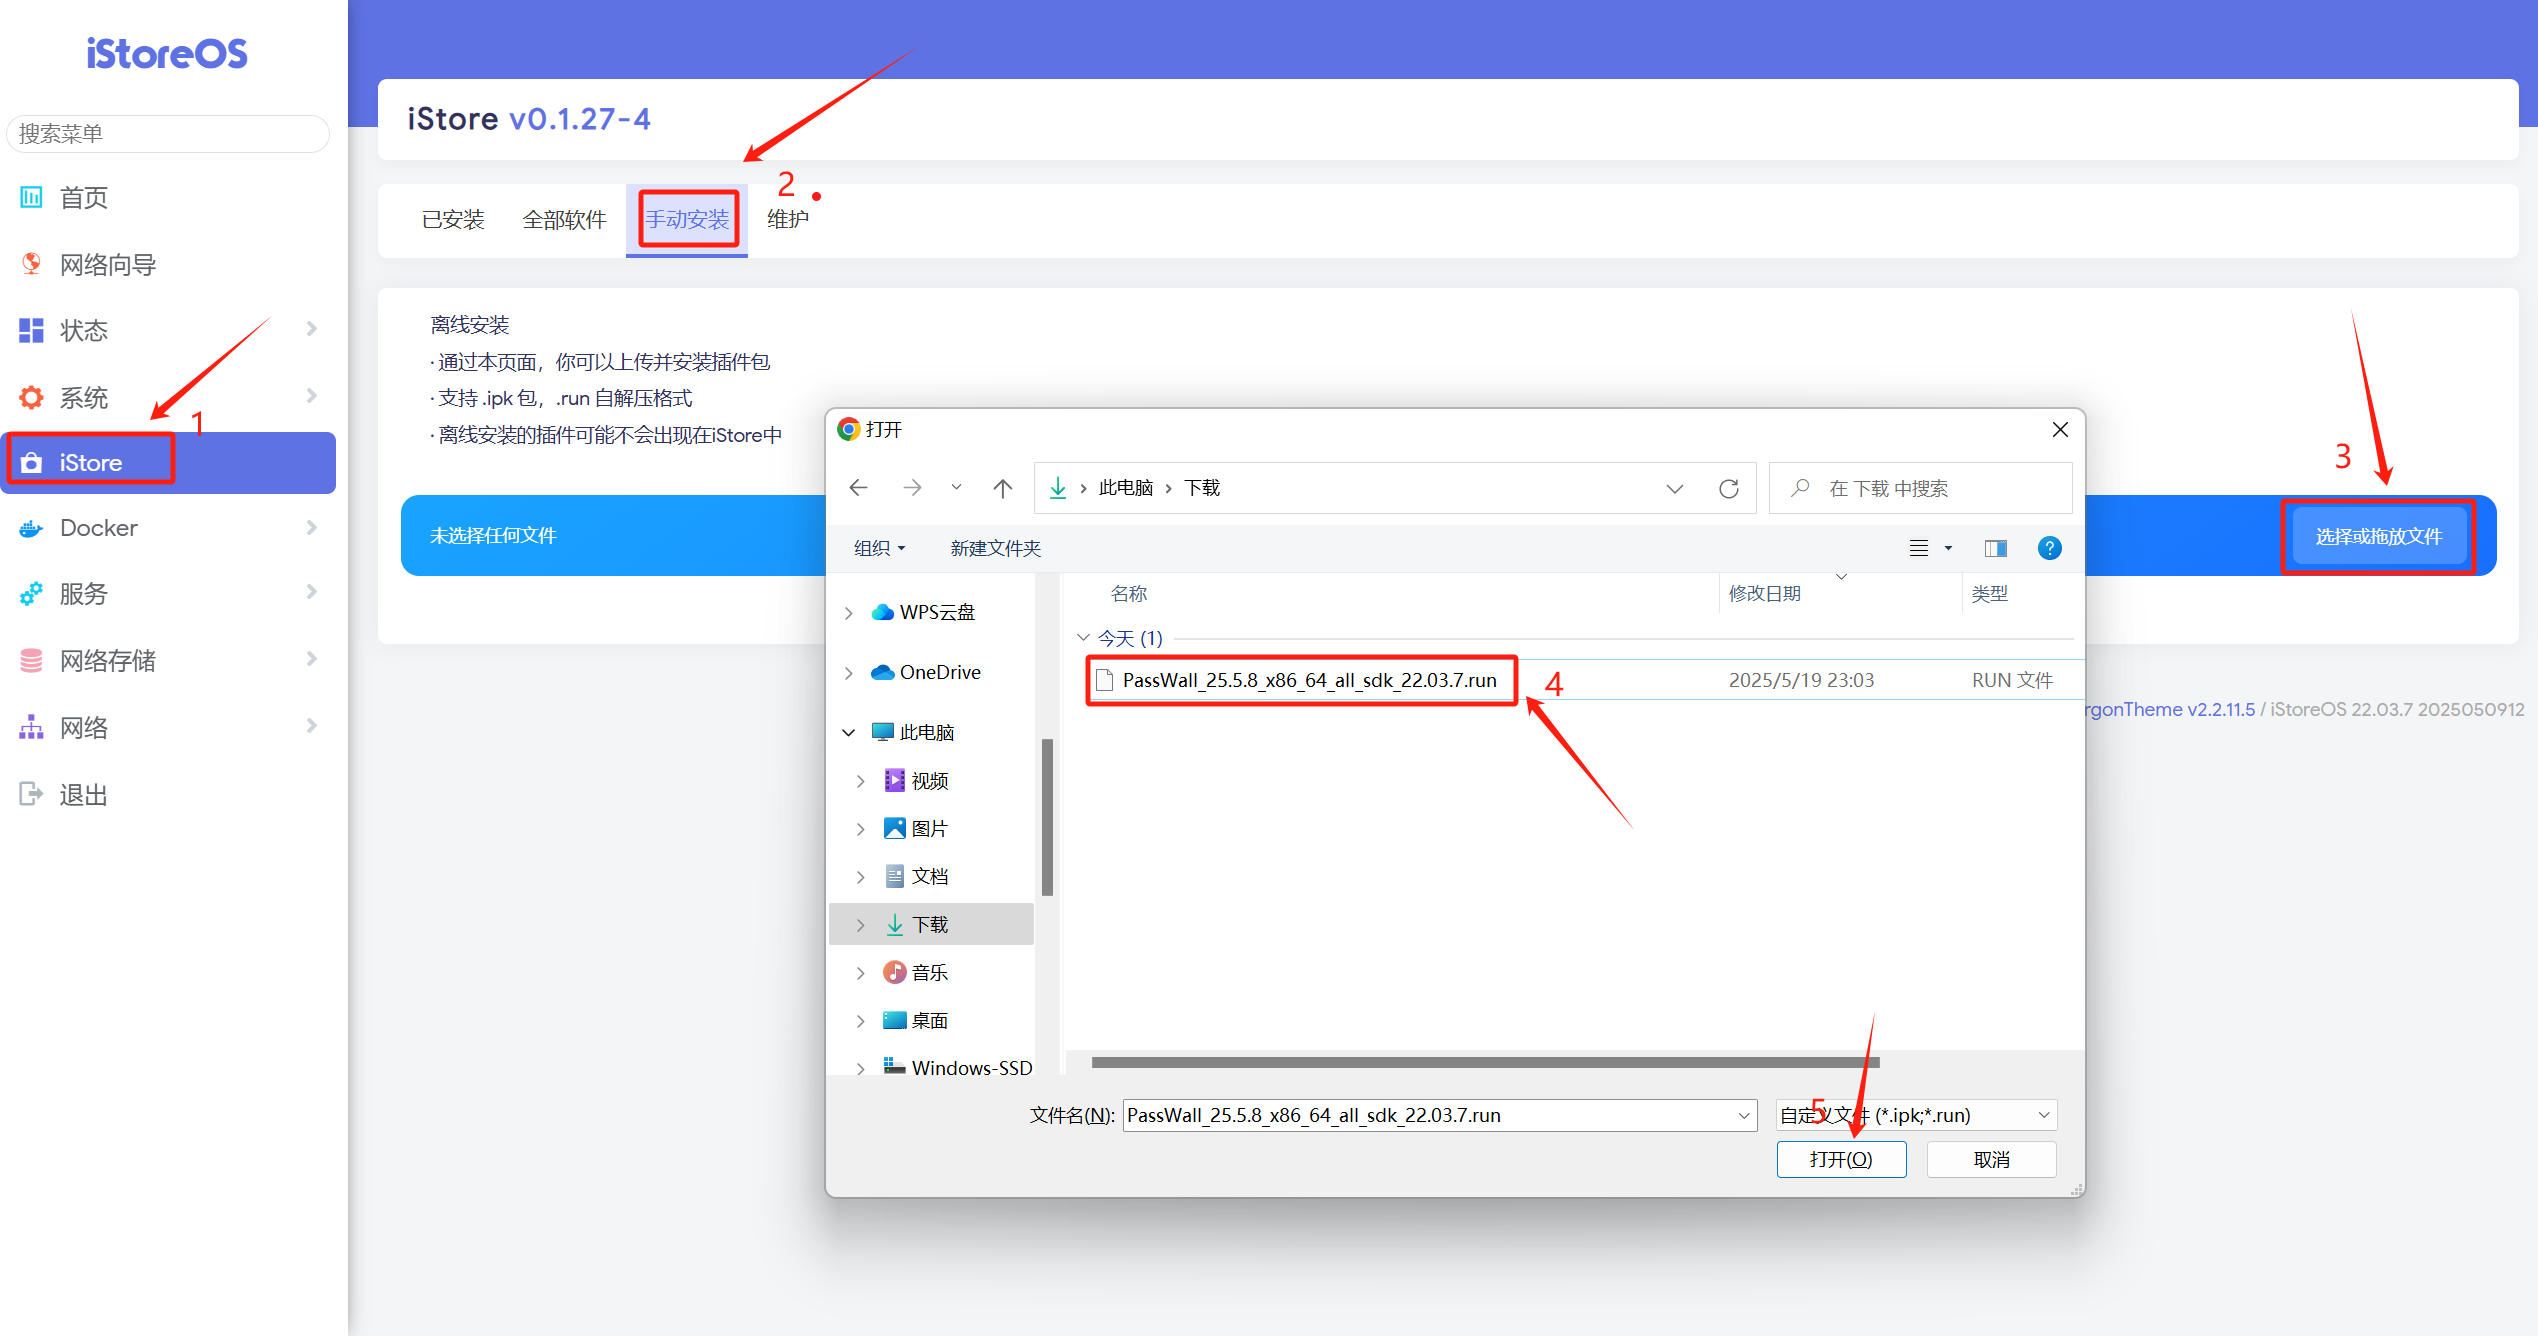 iStoreOS
搜索菜单
首页
网络向导
状态
系统
1
iStore
Docker
服务
网络存储
网络
退出
iStore v0.1.27-4
已安装
全部软件
手动安装
2
维护
离线安装
· 通过本页面，你可以上传并安装插件包
· 支持 .ipk 包，.run 自解压格式
· 离线安装的插件可能不会出现在iStore中
未选择任何文件
3
选择或拖放文件
打开
此电脑 › 下载
在 下载 中搜索
组织
新建文件夹
?
WPS云盘
OneDrive
此电脑
视频
图片
文档
下载
音乐
桌面
Windows-SSD
名称
修改日期
类型
今天 (1)
PassWall_25.5.8_x86_64_all_sdk_22.03.7.run
4
2025/5/19 23:03
RUN 文件
文件名(N):
PassWall_25.5.8_x86_64_all_sdk_22.03.7.run
自定义文件 (*.ipk;*.run)
5
打开(O)
取消
rgonTheme v2.2.11.5 / iStoreOS 22.03.7 2025050912